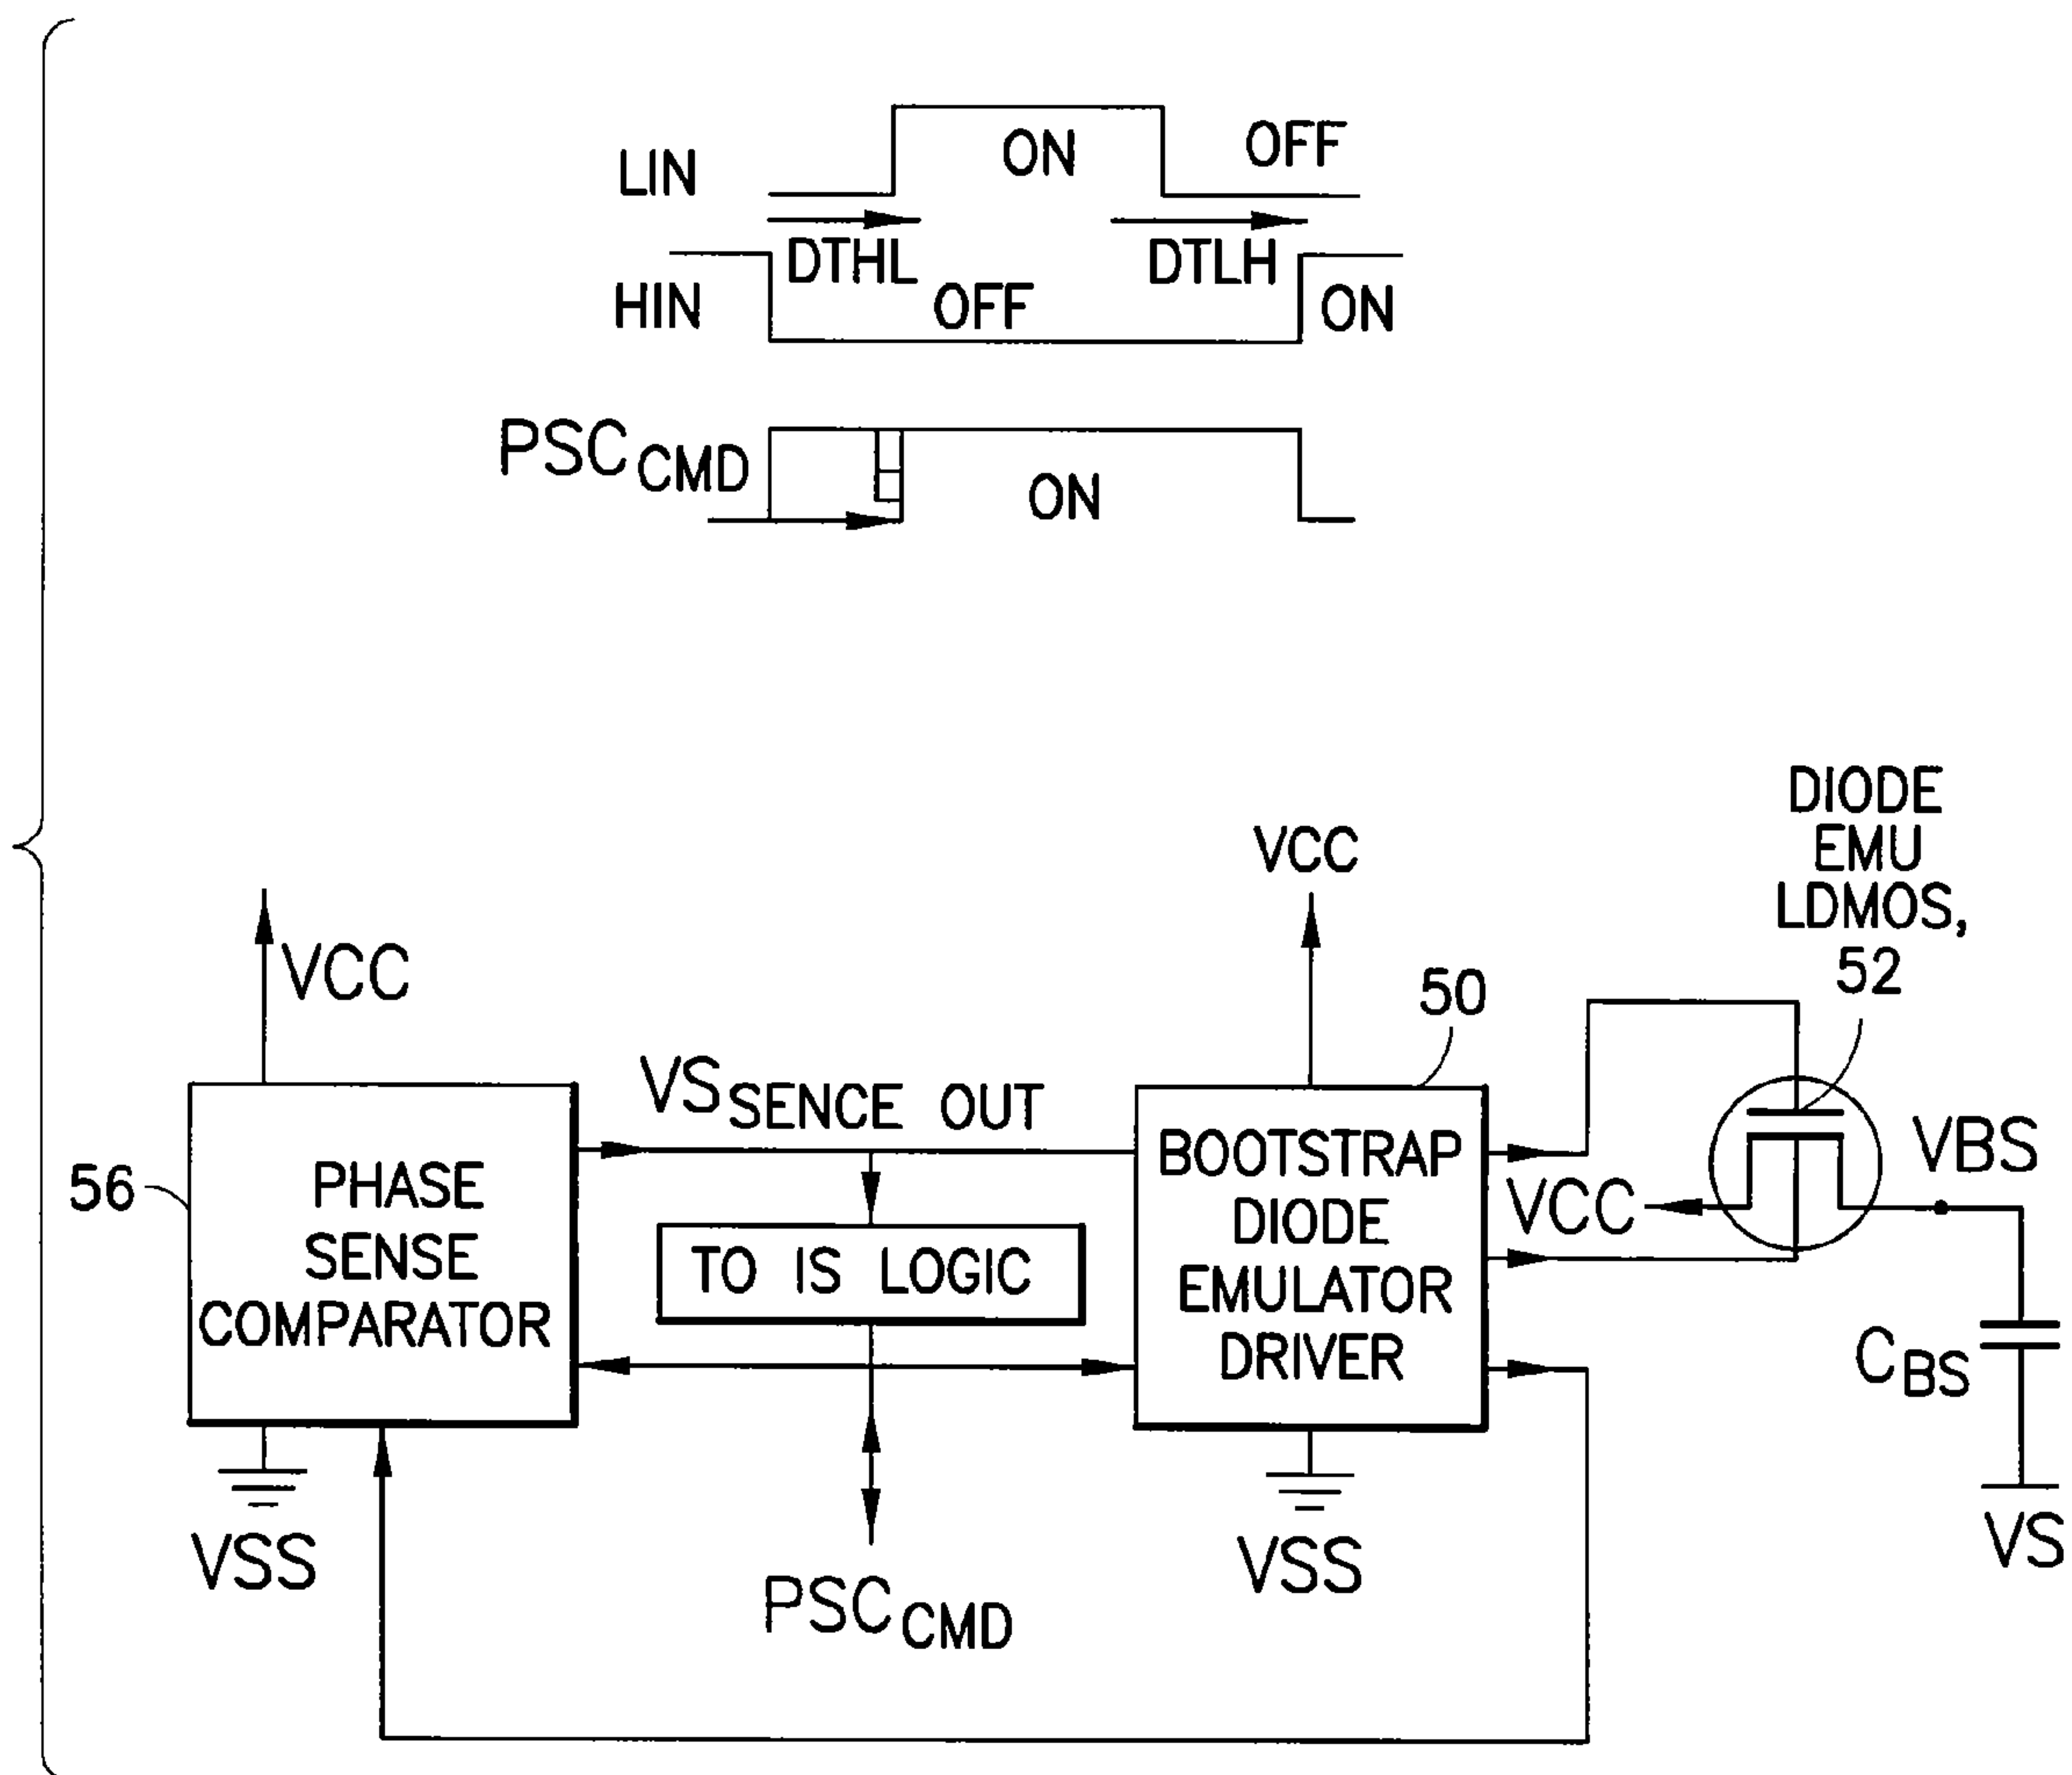 LIN
ON
OFF
DTHL
DTLH
HIN
OFF
ON
PSC CMD
ON
DIODE
EMU
LDMOS,
52
VCC
VCC
50
VS SENCE OUT
56
PHASE
SENSE
COMPARATOR
TO IS LOGIC
BOOTSTRAP
DIODE
EMULATOR
DRIVER
VCC
VBS
CBS
VS
VSS
VSS
PSC CMD